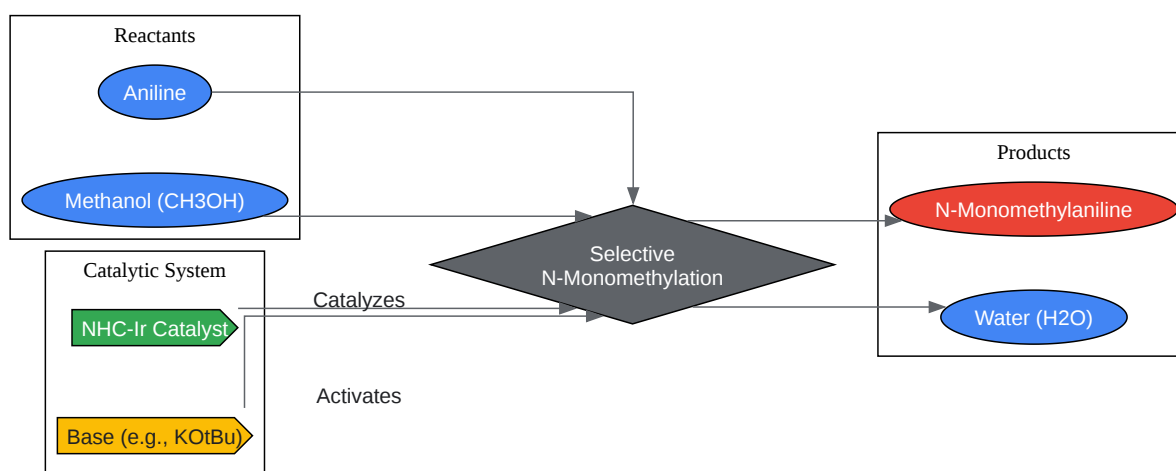 Reactants
Aniline
Methanol (CH3OH)
Catalytic System
NHC-Ir Catalyst
Base (e.g., KOtBu)
Catalyzes
Activates
Selective
N-Monomethylation
Products
N-Monomethylaniline
Water (H2O)